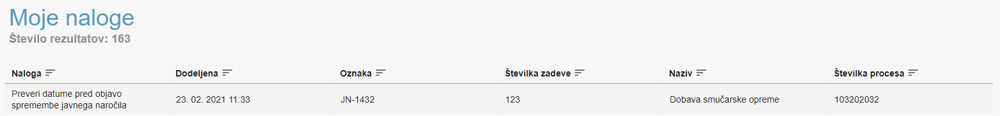 Moje naloge
Število rezultatov: 163
Naloga Dodeljena Oznaka Številka zadeve Naziv Številka procesa
Preveri datume pred objavo
spremembe javnega naročila
23. 02. 2021 11:33 JN-1432 123 Dobava smučarske opreme 103202032